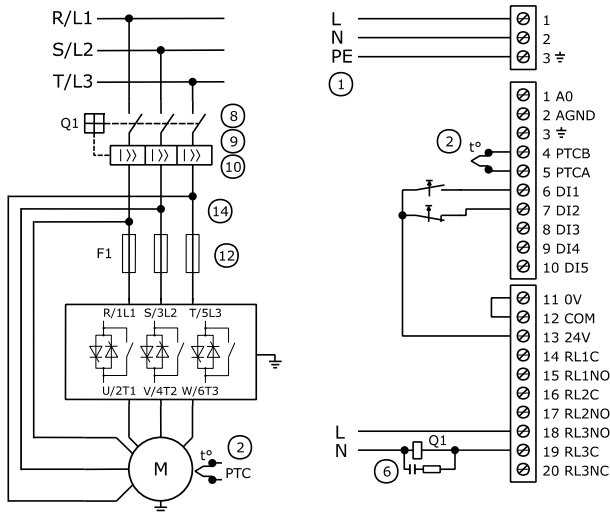 R/L1
S/L2
T/L3
Q1
8
9
10
14
F1
12
R/1L1 S/3L2 T/5L3
U/2T1 V/4T2 W/6T3
M
2
t°
PTC
L
N
PE
1
1
2
3
1 A0
2 AGND
3
2
t°
4 PTCB
5 PTCA
6 DI1
7 DI2
8 DI3
9 DI4
10 DI5
11 0V
12 COM
13 24V
14 RL1C
15 RL1NO
16 RL2C
17 RL2NO
L
18 RL3NO
N
Q1
19 RL3C
6
20 RL3NC